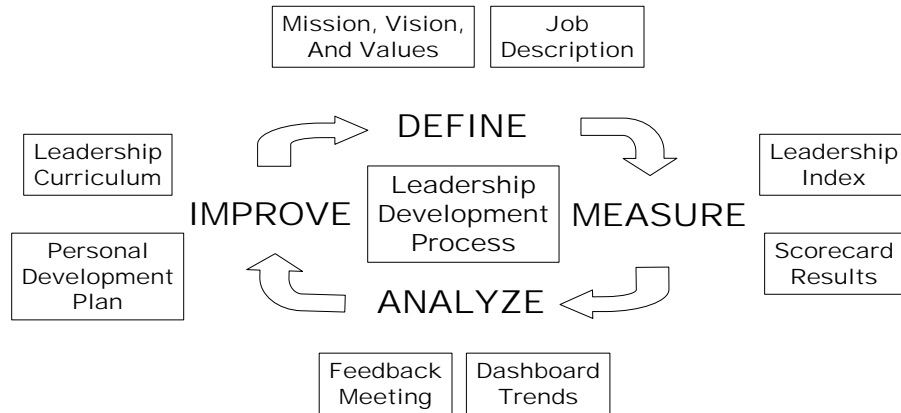 Mission, Vision,
And Values
Job
Description
DEFINE
Leadership
Curriculum
Leadership
Index
IMPROVE
Leadership
Development
Process
MEASURE
Personal
Development
Plan
Scorecard
Results
ANALYZE
Feedback
Meeting
Dashboard
Trends